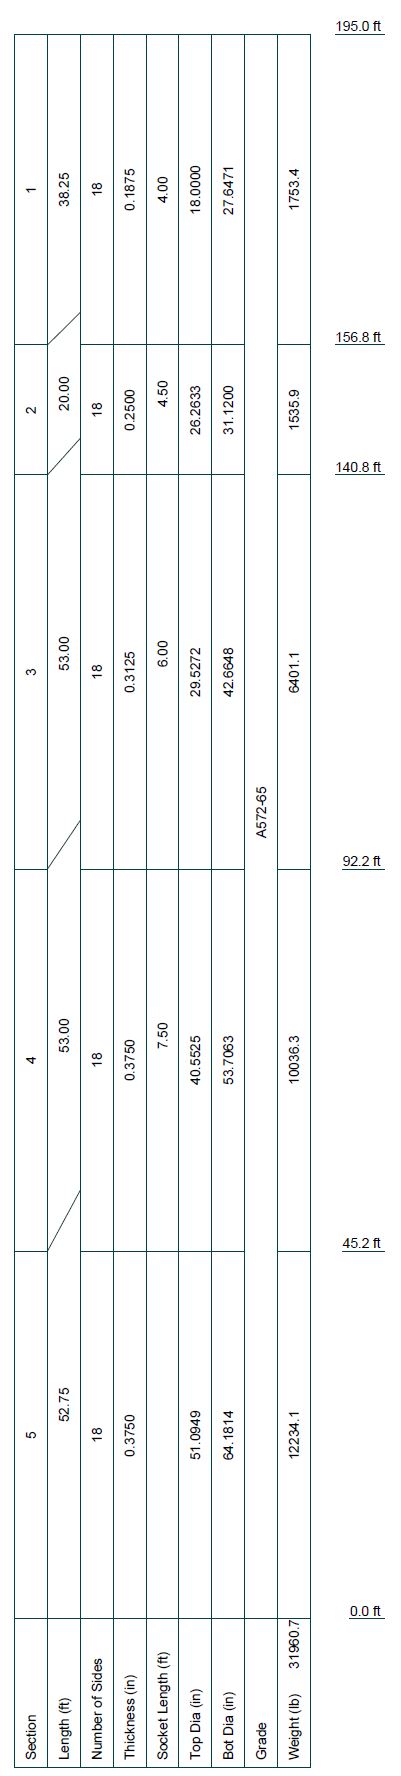 Section 1 2 3 4 5
Length (ft) 38.25 20.00 53.00 53.00 52.75
Number of Sides 18 18 18 18 18
Thickness (in) 0.1875 0.2500 0.3125 0.3750 0.3750
Socket Length (ft) 4.00 4.50 6.00 7.50
Top Dia (in) 18.0000 26.2633 29.5272 40.5525 51.0949
Bot Dia (in) 27.6471 31.1200 42.6648 53.7063 64.1814
Grade A572-65
Weight (lb) 31960.7 1753.4 1535.9 6401.1 10036.3 12234.1
195.0 ft
156.8 ft
140.8 ft
92.2 ft
45.2 ft
0.0 ft